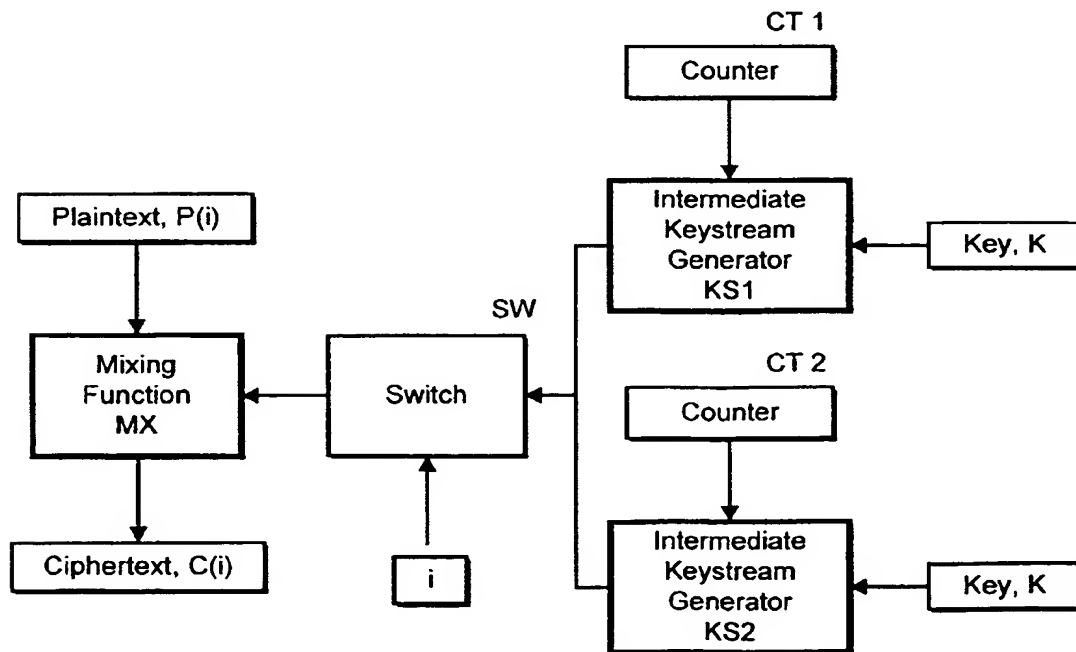 CT 1
Counter
Intermediate
Keystream
Generator
KS1
Key, K
Plaintext, P(i)
Mixing
Function
MX
SW
Switch
i
Ciphertext, C(i)
CT 2
Counter
Intermediate
Keystream
Generator
KS2
Key, K